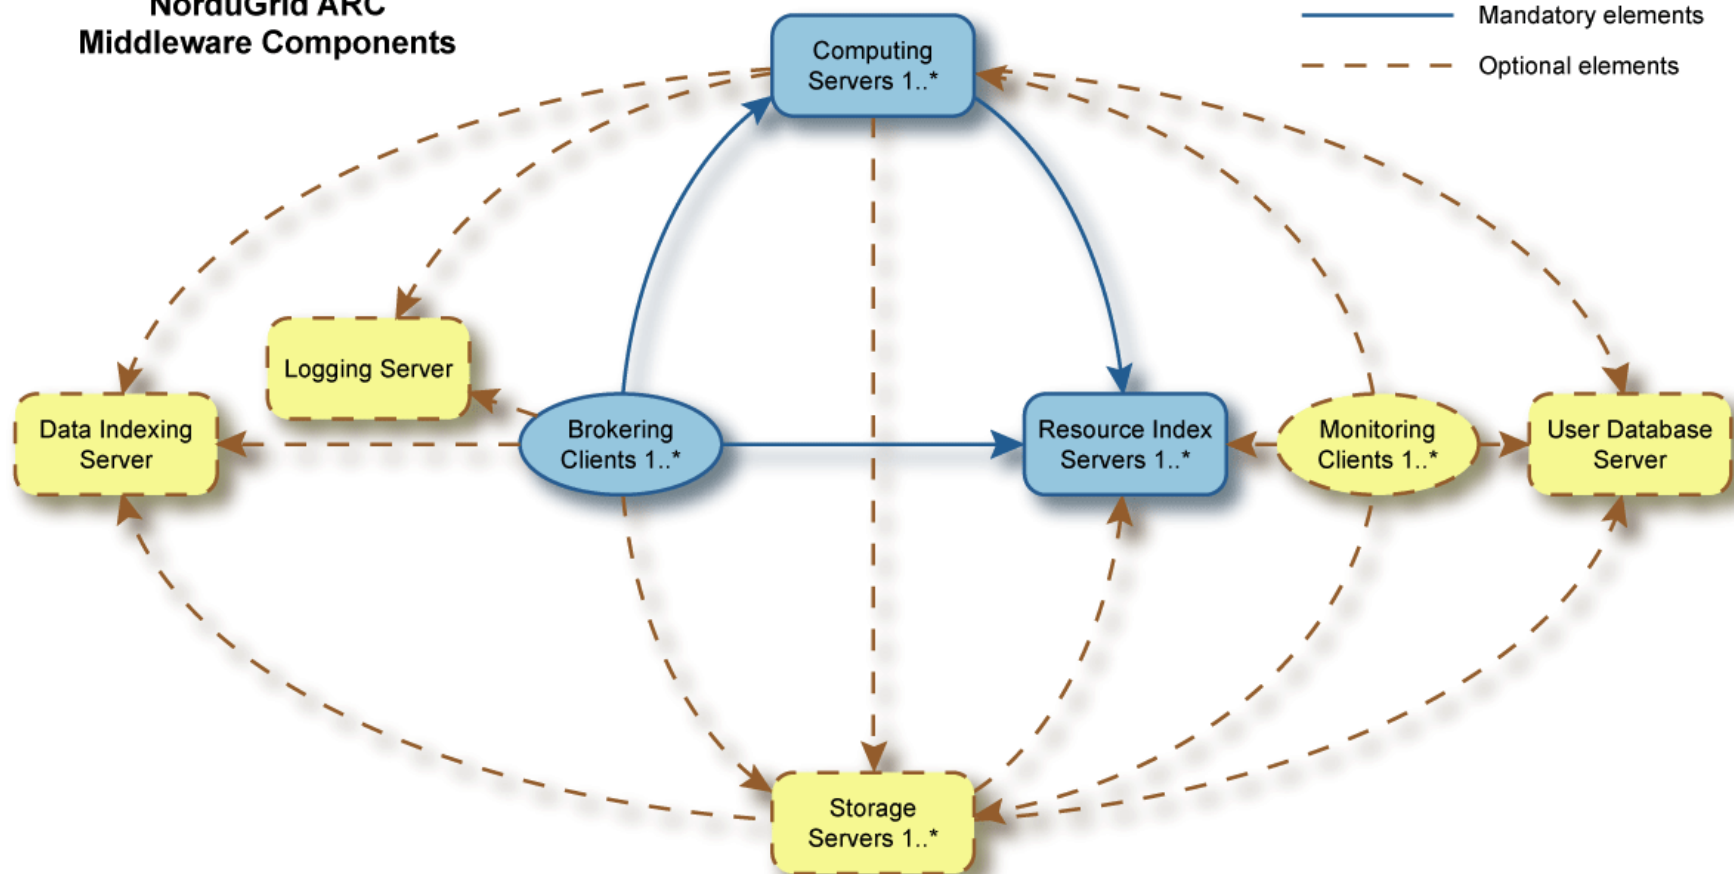 NorduGrid ARC
Middleware Components
Mandatory elements
Optional elements
Computing
Servers 1..*
Logging Server
Data Indexing
Server
Brokering
Clients 1..*
Resource Index
Servers 1..*
Monitoring
Clients 1..*
User Database
Server
Storage
Servers 1..*